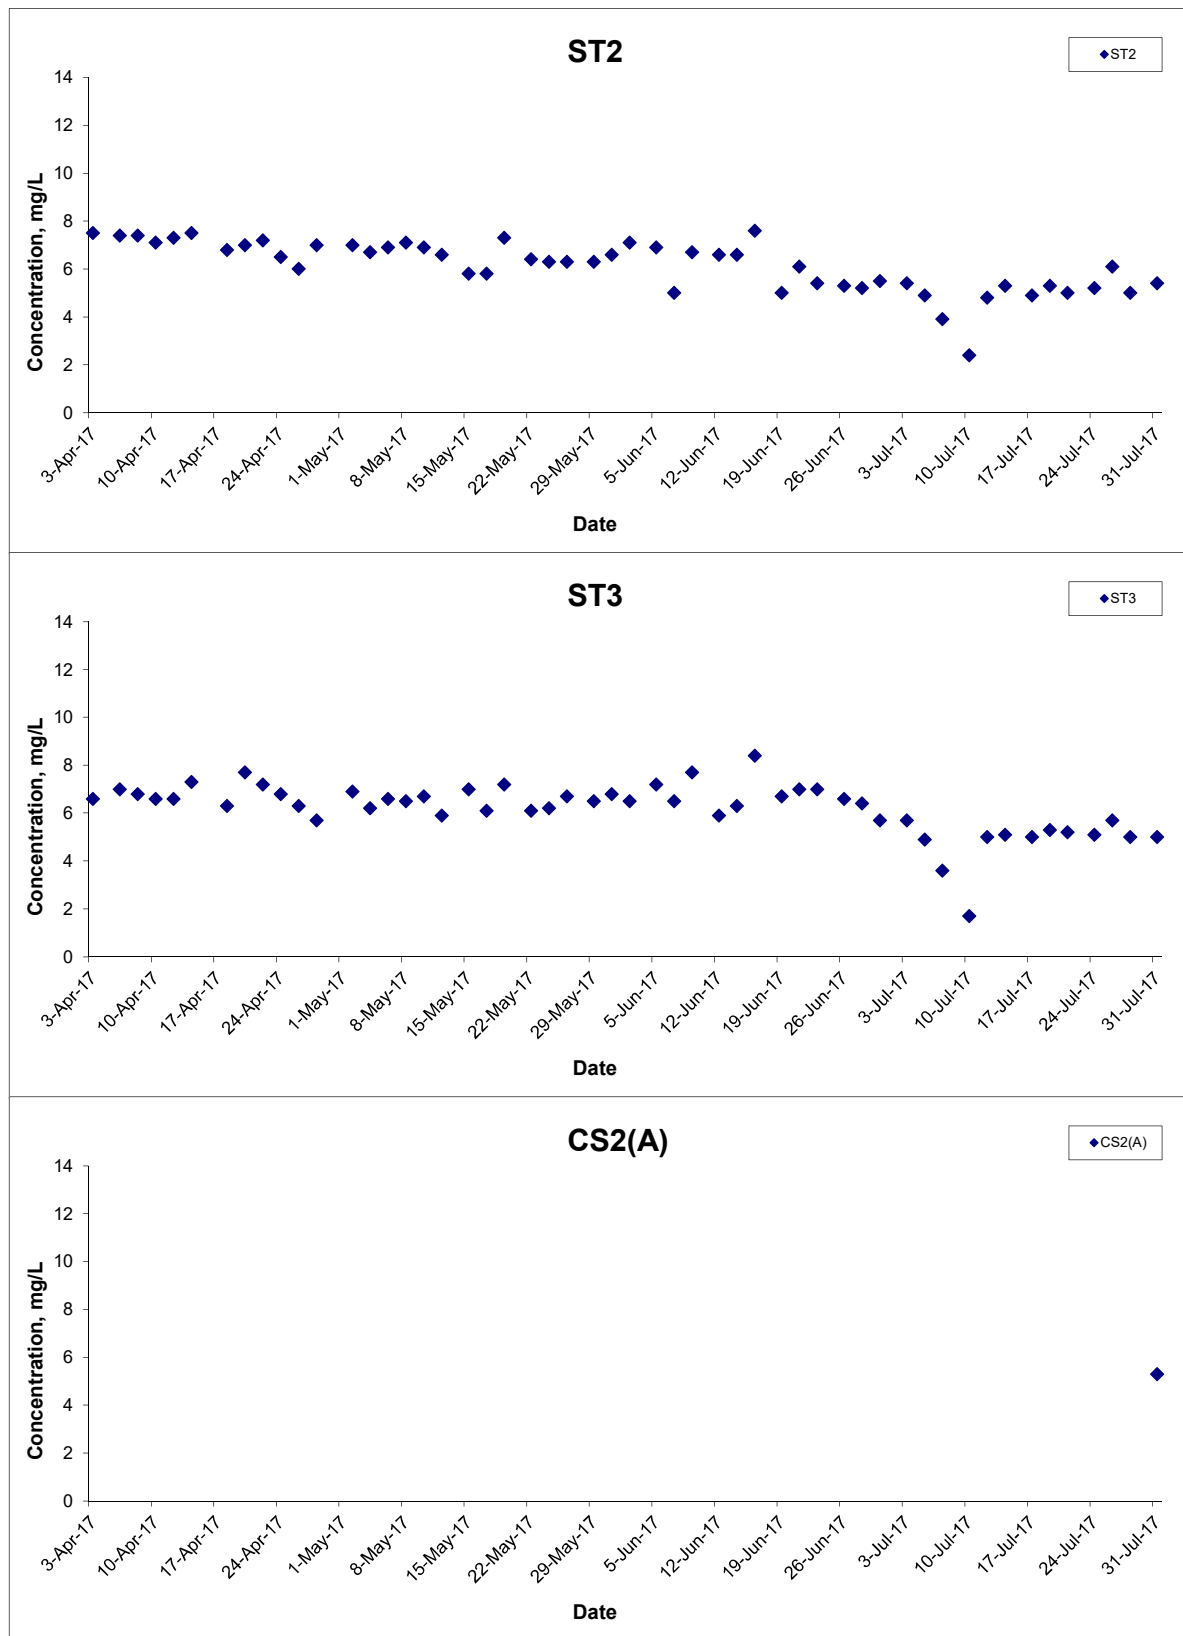 ST2
ST2
14
12
10
8
6
4
2
0
Concentration, mg/L
3-Apr-17
10-Apr-17
17-Apr-17
24-Apr-17
1-May-17
8-May-17
15-May-17
22-May-17
29-May-17
5-Jun-17
12-Jun-17
19-Jun-17
26-Jun-17
3-Jul-17
10-Jul-17
17-Jul-17
24-Jul-17
31-Jul-17
Date
ST3
ST3
14
12
10
8
6
4
2
0
Concentration, mg/L
3-Apr-17
10-Apr-17
17-Apr-17
24-Apr-17
1-May-17
8-May-17
15-May-17
22-May-17
29-May-17
5-Jun-17
12-Jun-17
19-Jun-17
26-Jun-17
3-Jul-17
10-Jul-17
17-Jul-17
24-Jul-17
31-Jul-17
Date
CS2(A)
CS2(A)
14
12
10
8
6
4
2
0
Concentration, mg/L
3-Apr-17
10-Apr-17
17-Apr-17
24-Apr-17
1-May-17
8-May-17
15-May-17
22-May-17
29-May-17
5-Jun-17
12-Jun-17
19-Jun-17
26-Jun-17
3-Jul-17
10-Jul-17
17-Jul-17
24-Jul-17
31-Jul-17
Date